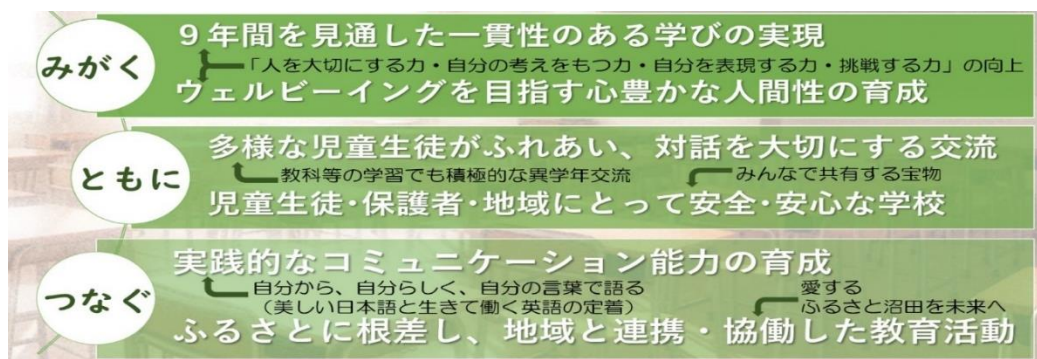 みがく
9年間を見通した一貫性のある学びの実現
「人を大切にする力・自分の考えをもつ力・自分を表現する力・挑戦する力」の向上
ウェルビーイングを目指す心豊かな人間性の育成
ともに
多様な児童生徒がふれあい、対話を大切にする交流
教科等の学習でも積極的な異学年交流
みんなで共有する宝物
児童生徒・保護者・地域にとって安全・安心な学校
つなぐ
実践的なコミュニケーション能力の育成
自分から、自分らしく、自分の言葉で語る
(美しい日本語と生きて働く英語の定着)
愛する
ふるさと沼田を未来へ
ふるさとに根差し、地域と連携・協働した教育活動